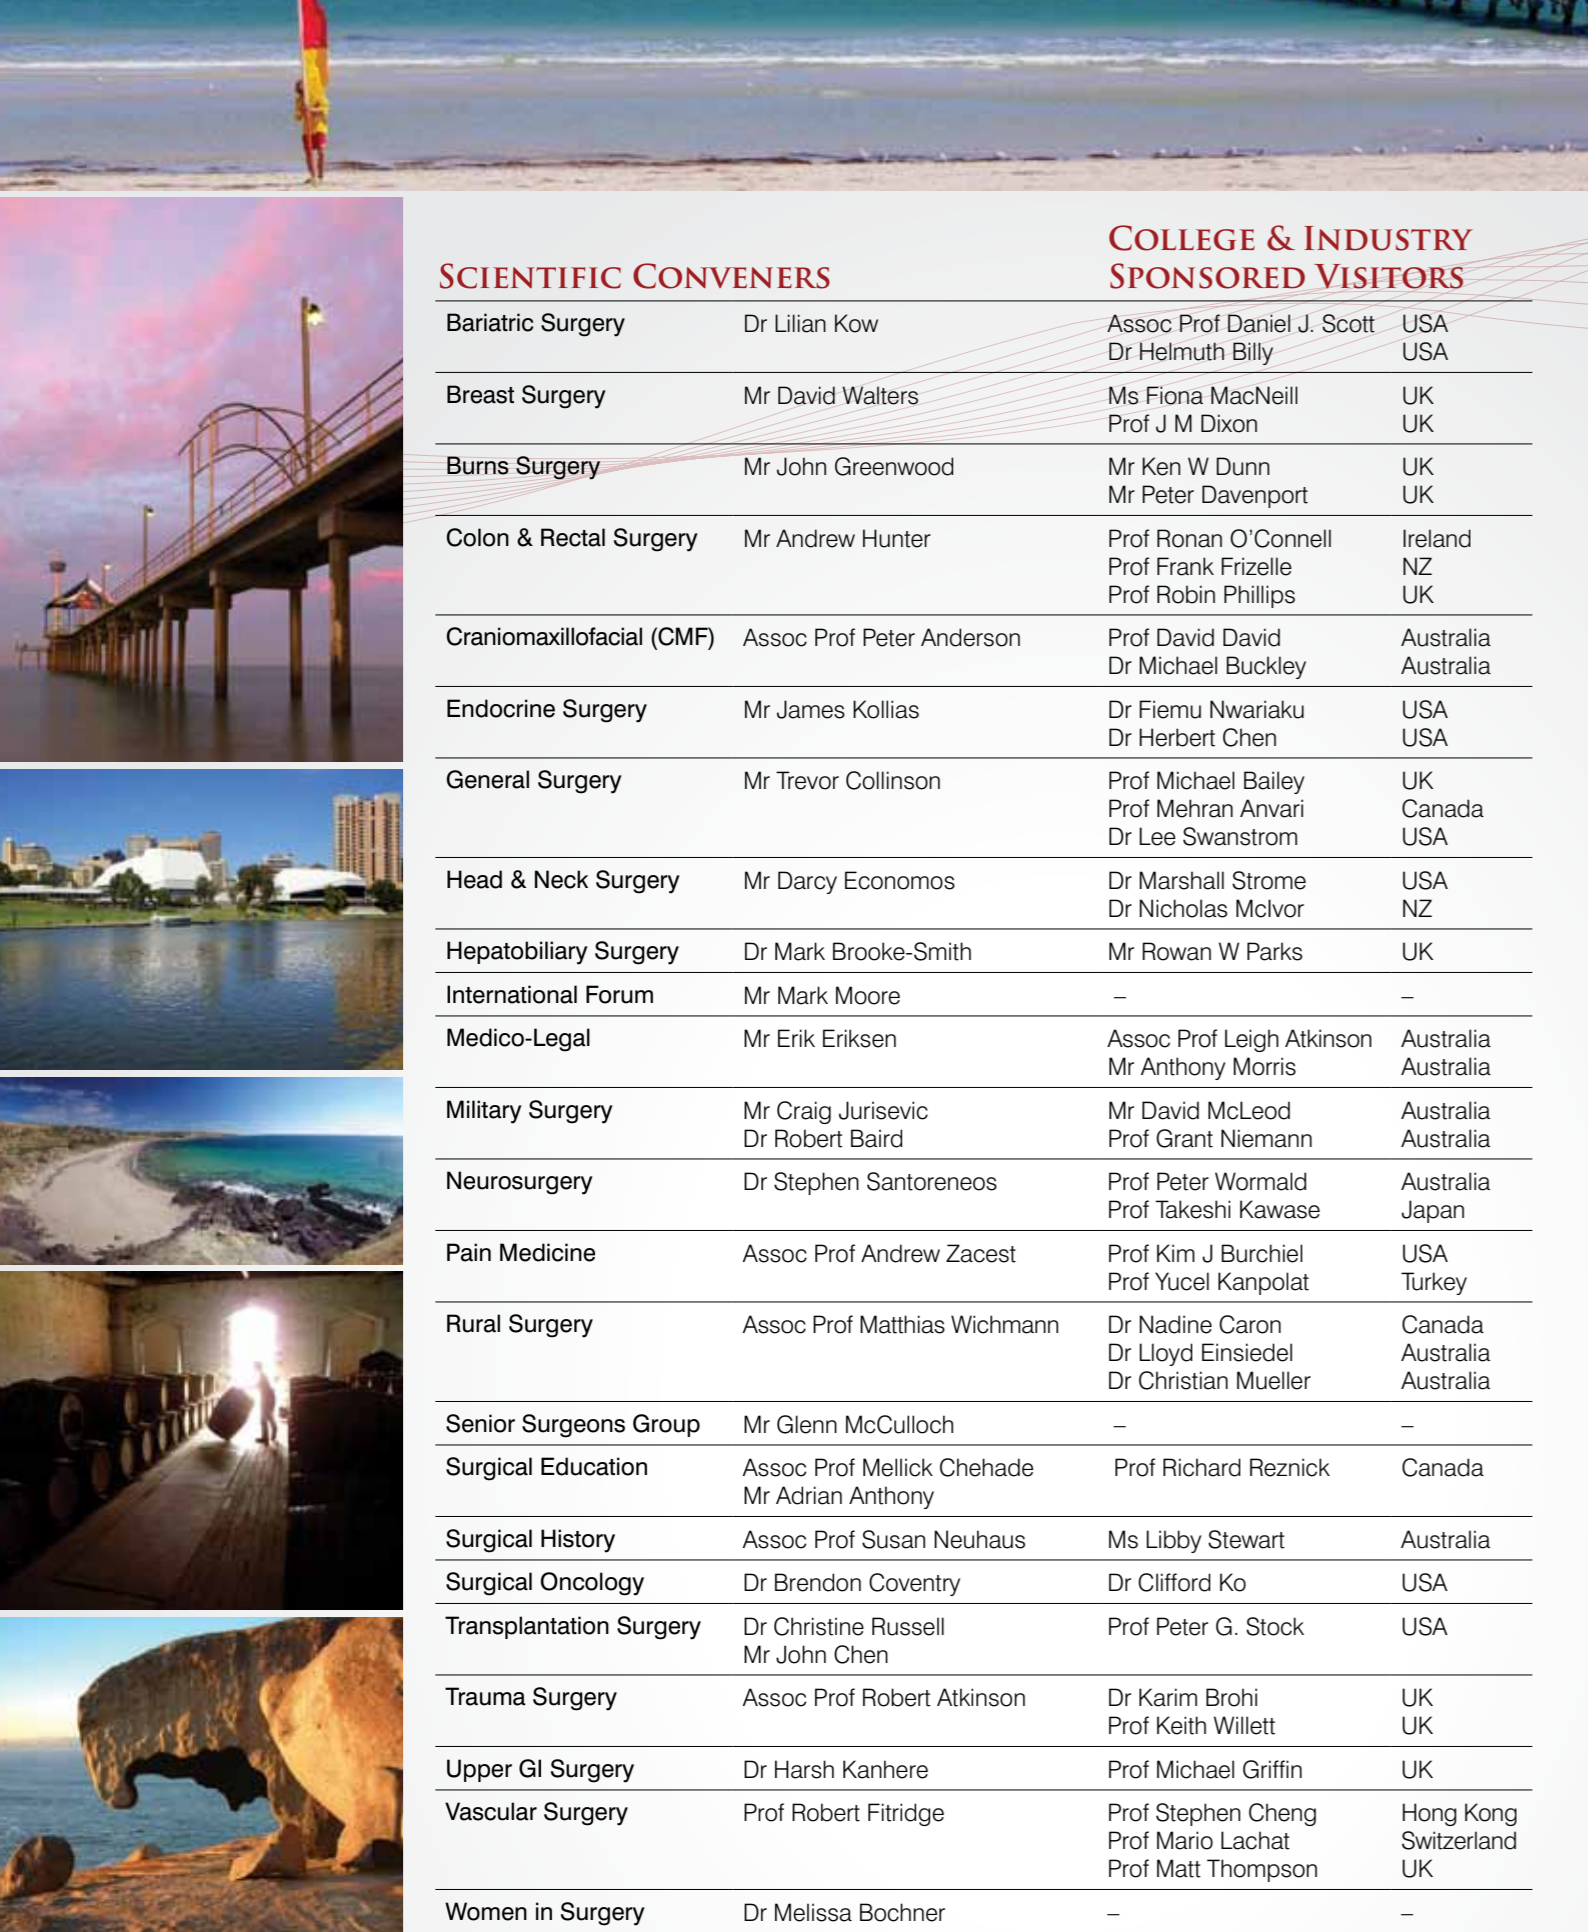 SCIENTIFIC CONVENERS
COLLEGE & INDUSTRY
SPONSORED VISITORS
Bariatric Surgery Dr Lilian Kow Assoc Prof Daniel J. Scott USA
Dr Helmuth Billy USA
Breast Surgery Mr David Walters Ms Fiona MacNeill UK
Prof J M Dixon UK
Burns Surgery Mr John Greenwood Mr Ken W Dunn UK
Mr Peter Davenport UK
Colon & Rectal Surgery Mr Andrew Hunter Prof Ronan O'Connell Ireland
Prof Frank Frizelle NZ
Prof Robin Phillips UK
Craniomaxillofacial (CMF) Assoc Prof Peter Anderson Prof David David Australia
Dr Michael Buckley Australia
Endocrine Surgery Mr James Kollias Dr Fiemu Nwariaku USA
Dr Herbert Chen USA
General Surgery Mr Trevor Collinson Prof Michael Bailey UK
Prof Mehran Anvari Canada
Dr Lee Swanstrom USA
Head & Neck Surgery Mr Darcy Economos Dr Marshall Strome USA
Dr Nicholas McIvor NZ
Hepatobiliary Surgery Dr Mark Brooke-Smith Mr Rowan W Parks UK
International Forum Mr Mark Moore – –
Medico-Legal Mr Erik Eriksen Assoc Prof Leigh Atkinson Australia
Mr Anthony Morris Australia
Military Surgery Mr Craig Jurisevic Mr David McLeod Australia
Dr Robert Baird Prof Grant Niemann Australia
Neurosurgery Dr Stephen Santoreneos Prof Peter Wormald Australia
Prof Takeshi Kawase Japan
Pain Medicine Assoc Prof Andrew Zacest Prof Kim J Burchiel USA
Prof Yucel Kanpolat Turkey
Rural Surgery Assoc Prof Matthias Wichmann Dr Nadine Caron Canada
Dr Lloyd Einsiedel Australia
Dr Christian Mueller Australia
Senior Surgeons Group Mr Glenn McCulloch – –
Surgical Education Assoc Prof Mellick Chehade Prof Richard Reznick Canada
Mr Adrian Anthony
Surgical History Assoc Prof Susan Neuhaus Ms Libby Stewart Australia
Surgical Oncology Dr Brendon Coventry Dr Clifford Ko USA
Transplantation Surgery Dr Christine Russell Prof Peter G. Stock USA
Mr John Chen
Trauma Surgery Assoc Prof Robert Atkinson Dr Karim Brohi UK
Prof Keith Willett UK
Upper GI Surgery Dr Harsh Kanhere Prof Michael Griffin UK
Vascular Surgery Prof Robert Fitridge Prof Stephen Cheng Hong Kong
Prof Mario Lachat Switzerland
Prof Matt Thompson UK
Women in Surgery Dr Melissa Bochner – –